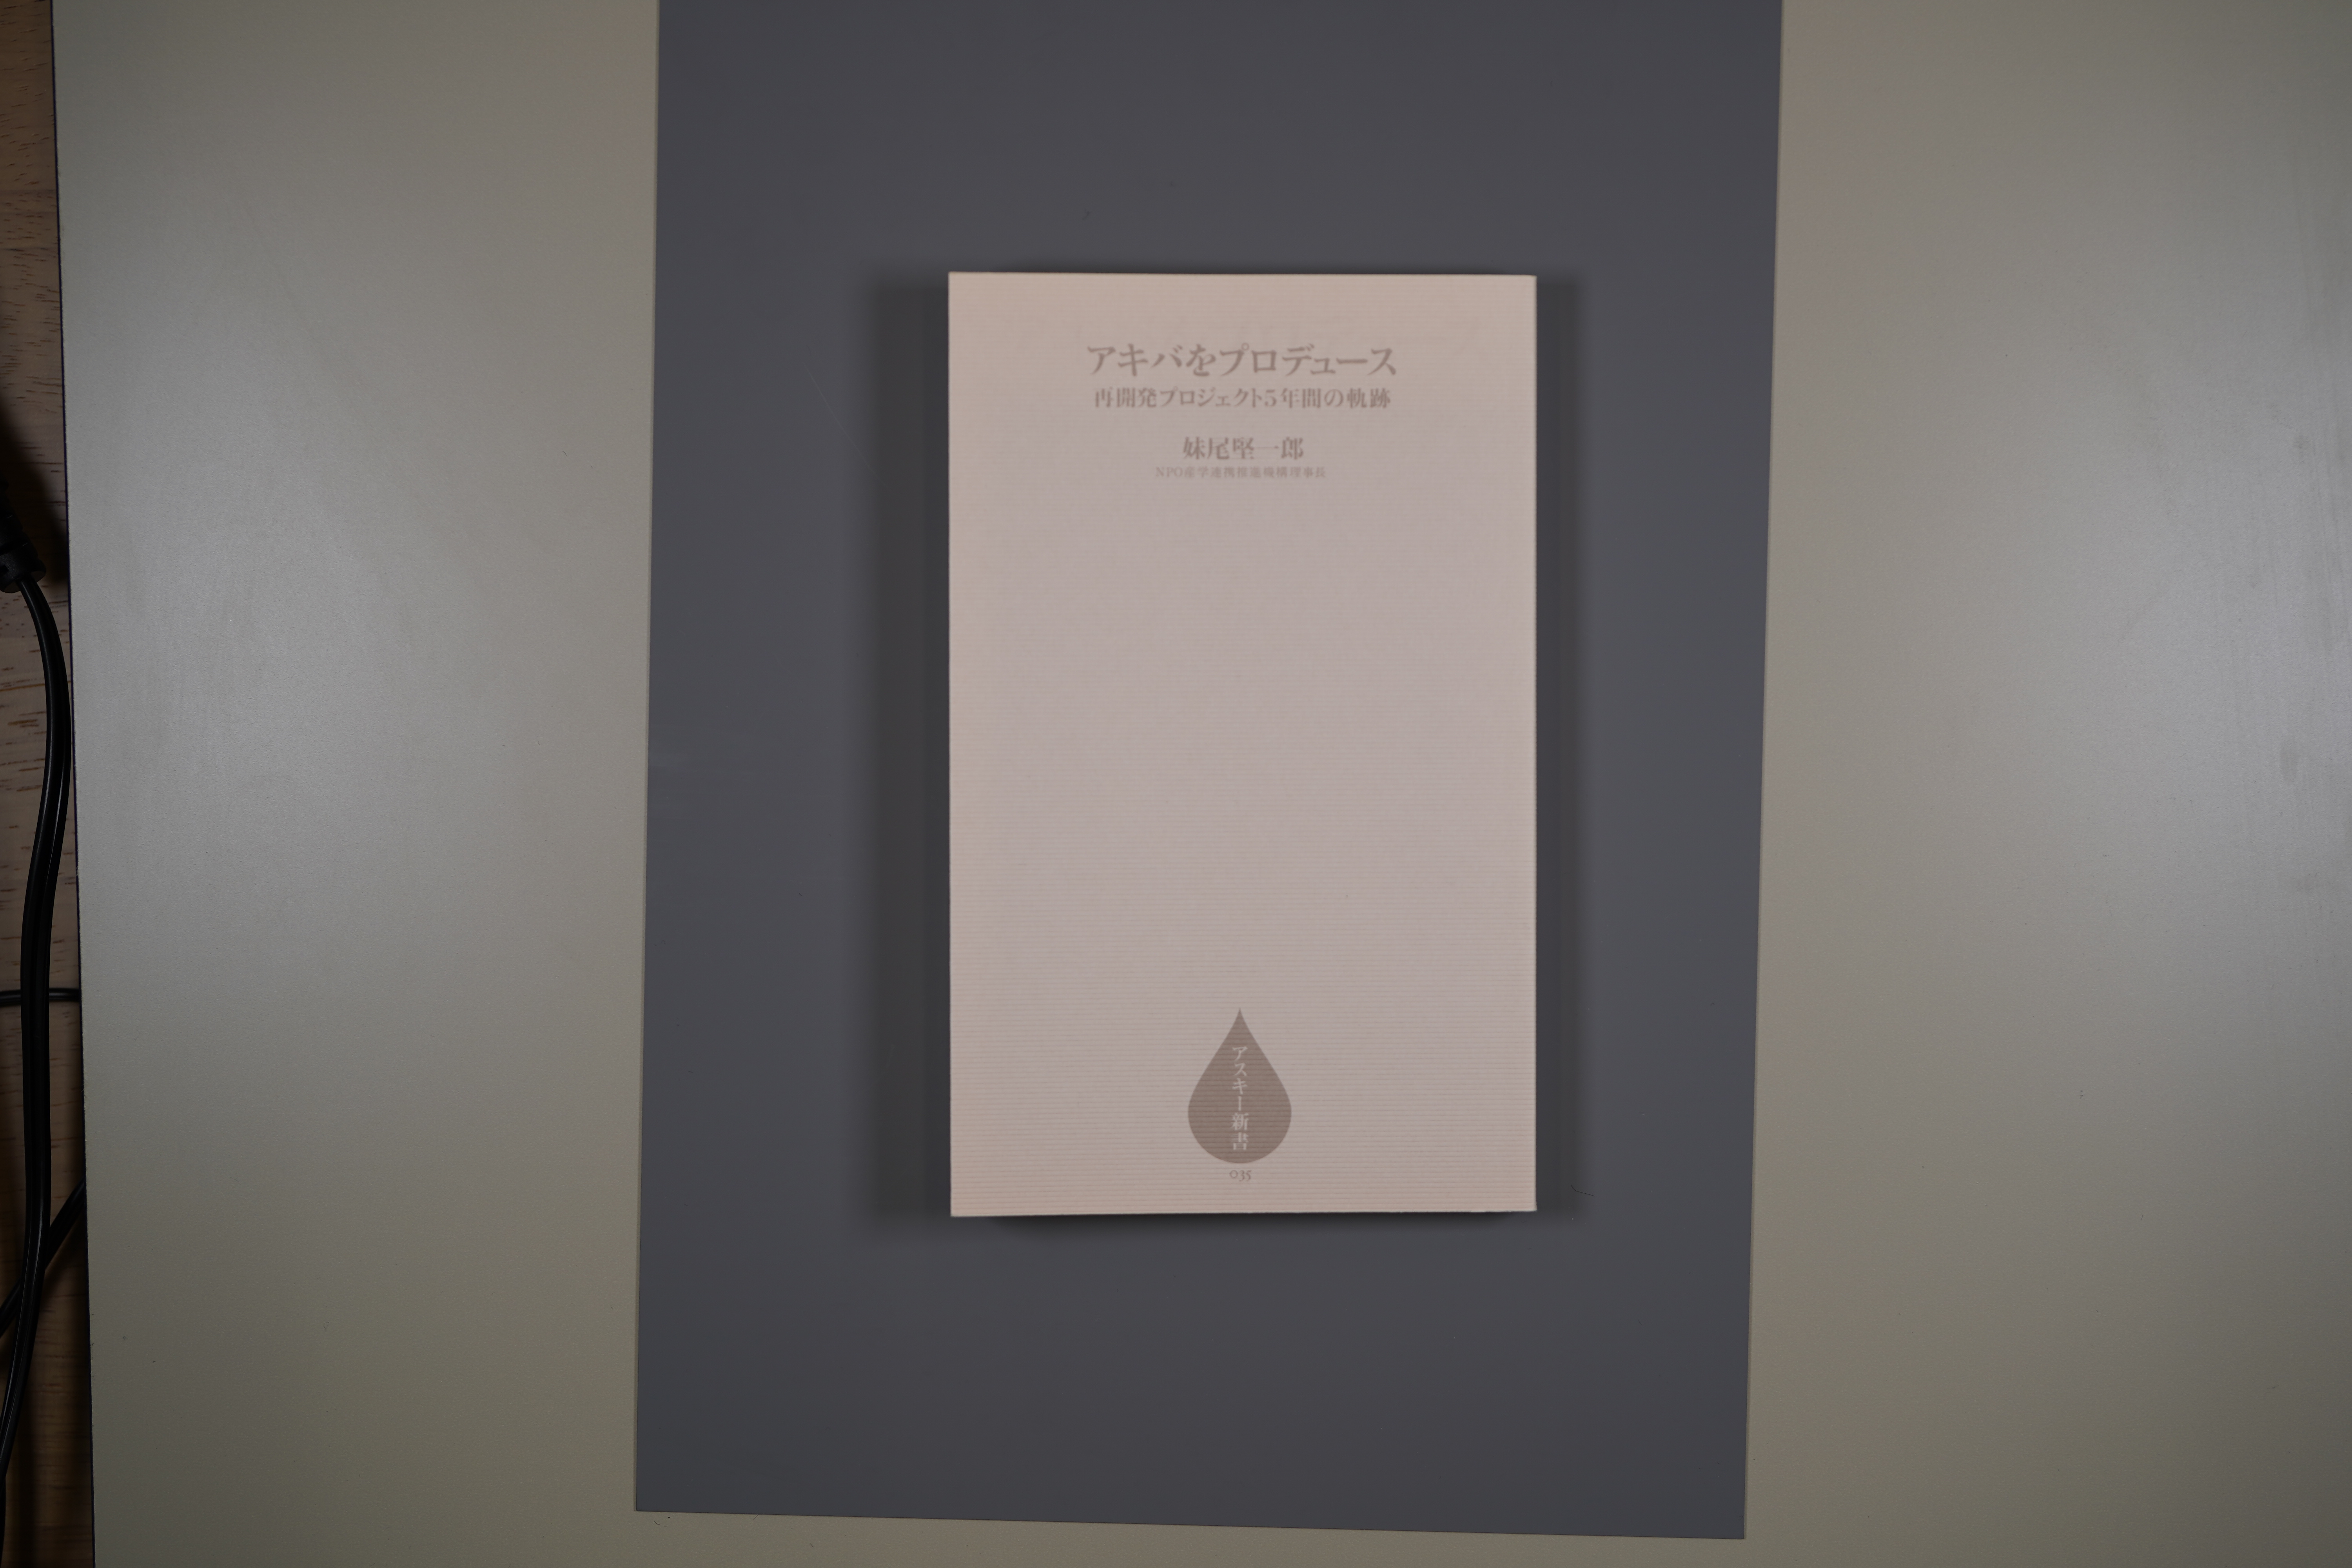 アキバをプロデュース
再開発プロジェクト5年間の軌跡
妹尾堅一郎
NPO産学連携推進機構理事長
アスキー新書
035